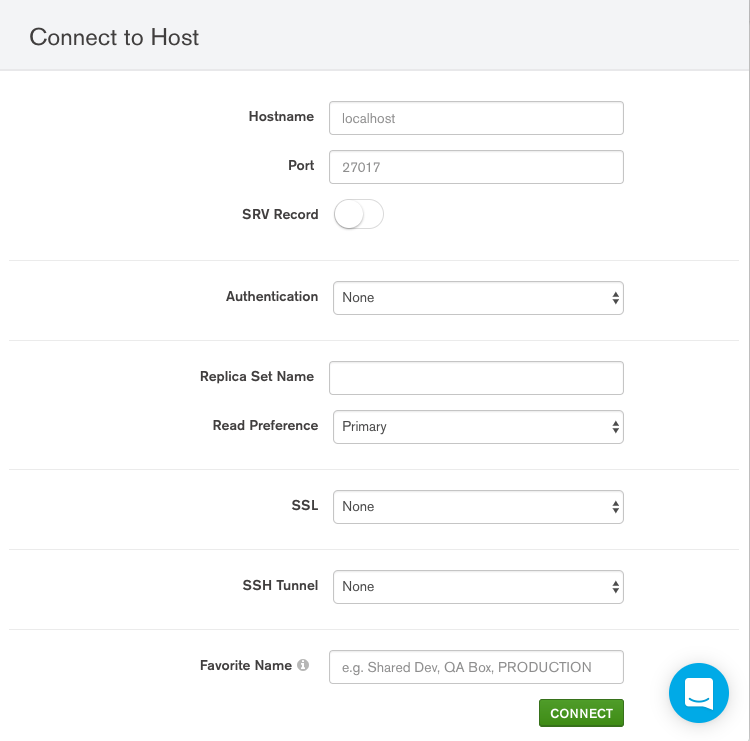 Connect to Host
Hostname localhost
Port 27017
SRV Record
Authentication None
Replica Set Name
Read Preference Primary
SSL None
SSH Tunnel None
Favorite Name e.g. Shared Dev, QA Box, PRODUCTION
CONNECT